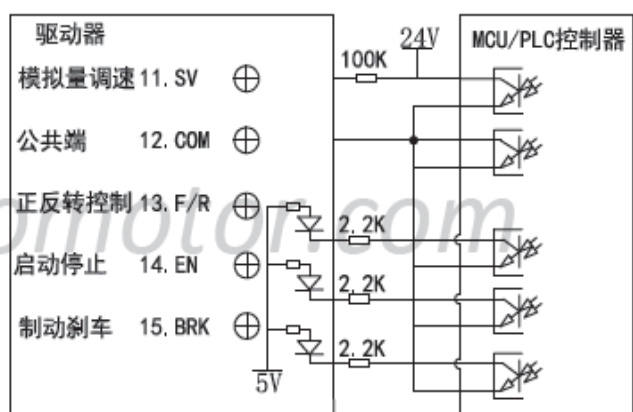 驱动器
24V
MCU/PLC控制器
100K
模拟量调速 11. SV
公共端 12. COM
正反转控制 13. F/R
2.2K
启动停止 14. EN
2.2K
制动刹车 15. BRK
2.2K
5V
omotor.com